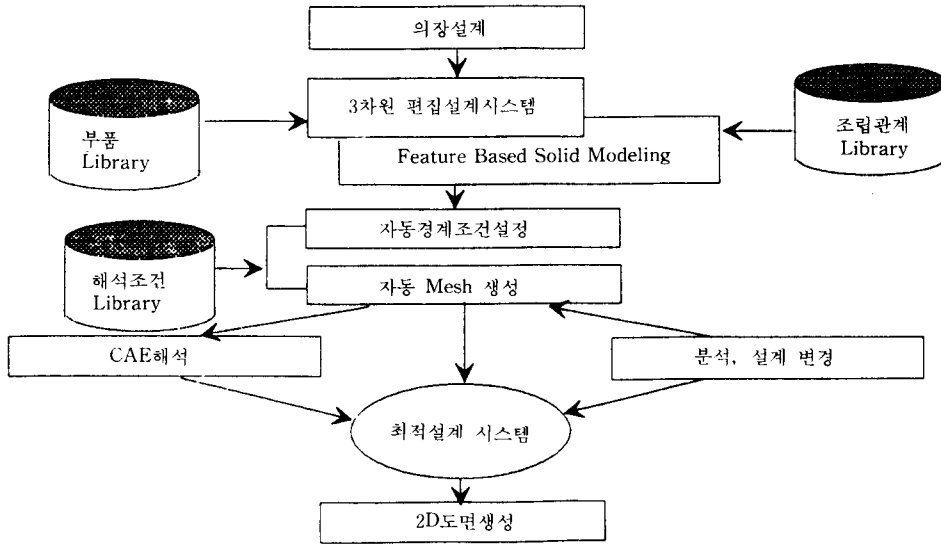 의장설계
3차원 편집설계시스템
부품
Library
조립관계
Library
Feature Based Solid Modeling
자동경계조건설정
해석조건
Library
자동 Mesh 생성
CAE해석
분석, 설계 변경
최적설계 시스템
2D도면생성